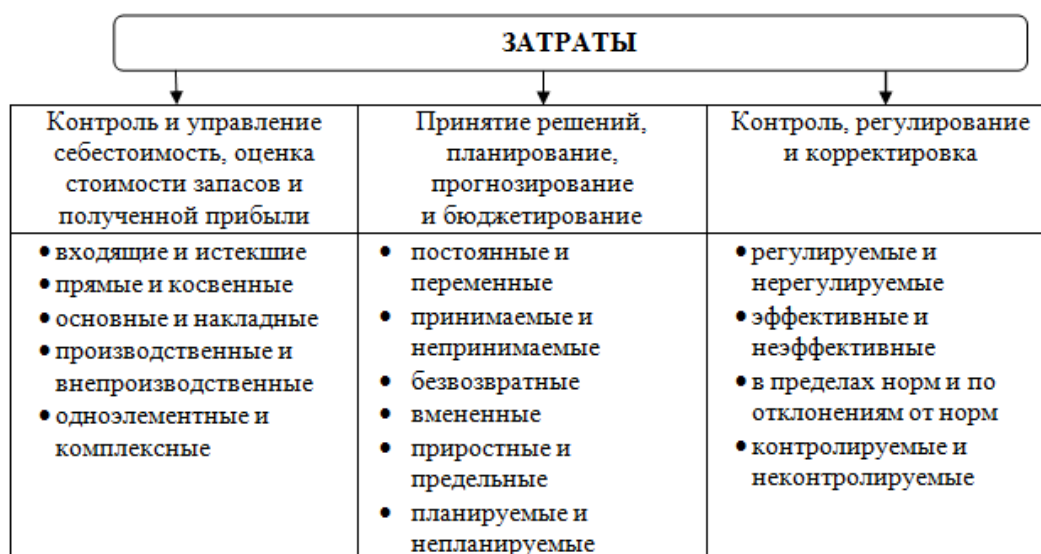 ЗАТРАТЫ
Контроль и управление
себестоимость, оценка
стоимости запасов и
полученной прибыли
Принятие решений,
планирование,
прогнозирование
и бюджетирование
Контроль, регулирование
и корректировка
• входящие и истекшие
• прямые и косвенные
• основные и накладные
• производственные и
внепроизводственные
• одноэлементные и
комплексные
• постоянные и
переменные
• принимаемые и
непринимаемые
• безвозвратные
• вмененные
• приростные и
предельные
• планируемые и
непланируемые
• регулируемые и
нерегулируемые
• эффективные и
неэффективные
• в пределах норм и по
отклонениям от норм
• контролируемые и
неконтролируемые